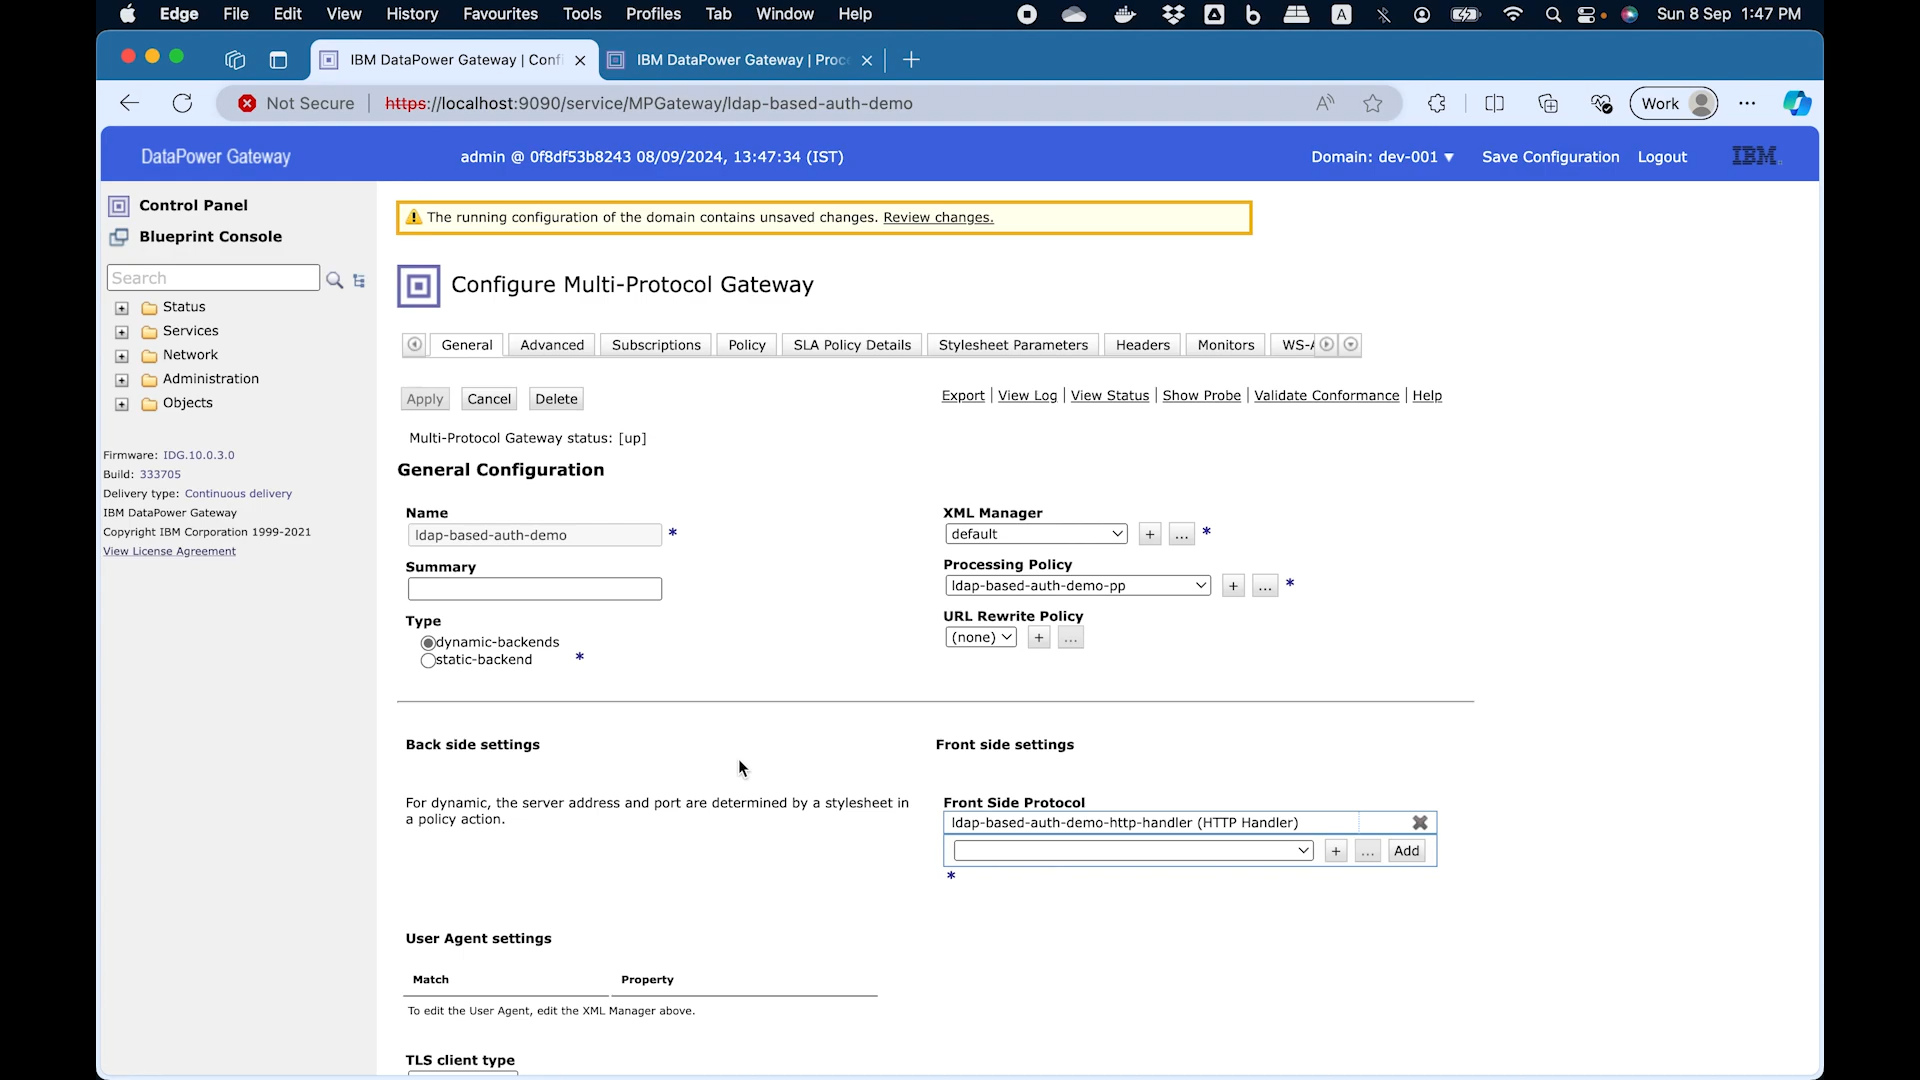 Edge File Edit View History Favourites Tools Profiles Tab Window Help
A Sun 8 Sep 1:47 PM
IBM DataPower Gateway | Confi
IBM DataPower Gateway | Proc
Not Secure https://localhost:9090/service/MPGateway/ldap-based-auth-demo
Work
DataPower Gateway
admin @ 0f8df53b8243 08/09/2024, 13:47:34 (IST)
Domain: dev-001 Save Configuration Logout IBM
Control Panel
Blueprint Console
Search
Status
Services
Network
Administration
Objects
Firmware: IDG.10.0.3.0
Build: 333705
Delivery type: Continuous delivery
IBM DataPower Gateway
Copyright IBM Corporation 1999-2021
View License Agreement
The running configuration of the domain contains unsaved changes. Review changes.
Configure Multi-Protocol Gateway
General Advanced Subscriptions Policy SLA Policy Details Stylesheet Parameters Headers Monitors WS-A
Apply Cancel Delete
Export | View Log | View Status | Show Probe | Validate Conformance | Help
Multi-Protocol Gateway status: [up]
General Configuration
Name
ldap-based-auth-demo *
Summary
Type
dynamic-backends
static-backend *
XML Manager
default + ... *
Processing Policy
ldap-based-auth-demo-pp + ... *
URL Rewrite Policy
(none) + ...
Back side settings
For dynamic, the server address and port are determined by a stylesheet in
a policy action.
Front side settings
Front Side Protocol
ldap-based-auth-demo-http-handler (HTTP Handler)
+ ... Add
*
User Agent settings
Match Property
To edit the User Agent, edit the XML Manager above.
TLS client type